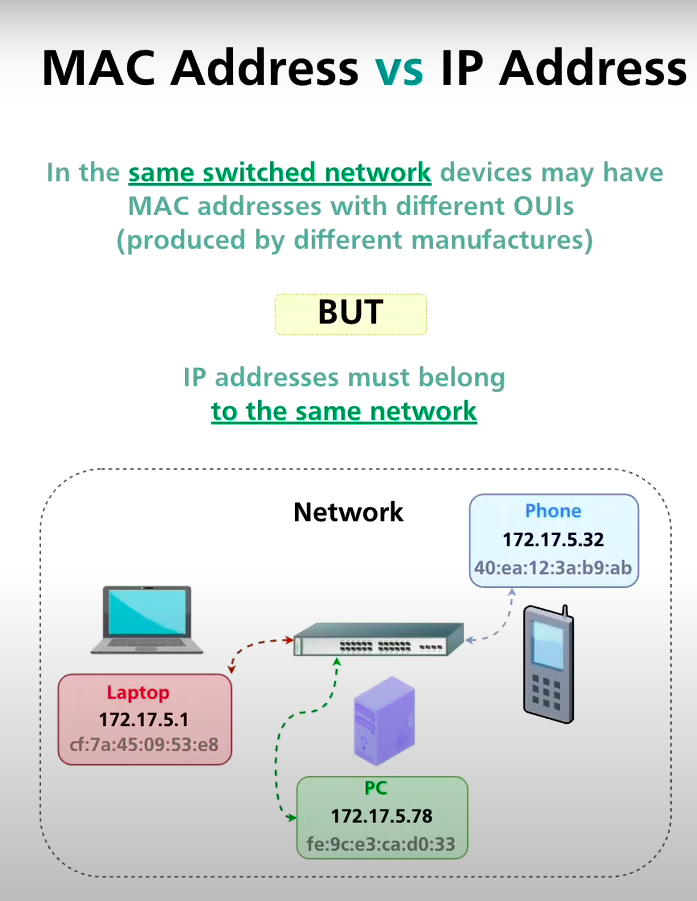 MAC Address vs IP Address
In the same switched network devices may have
MAC addresses with different OUIs
(produced by different manufactures)
BUT
IP addresses must belong
to the same network
Network
Phone
172.17.5.32
40:ea:12:3a:b9:ab
Laptop
172.17.5.1
cf:7a:45:09:53:e8
PC
172.17.5.78
fe:9c:e3:ca:d0:33